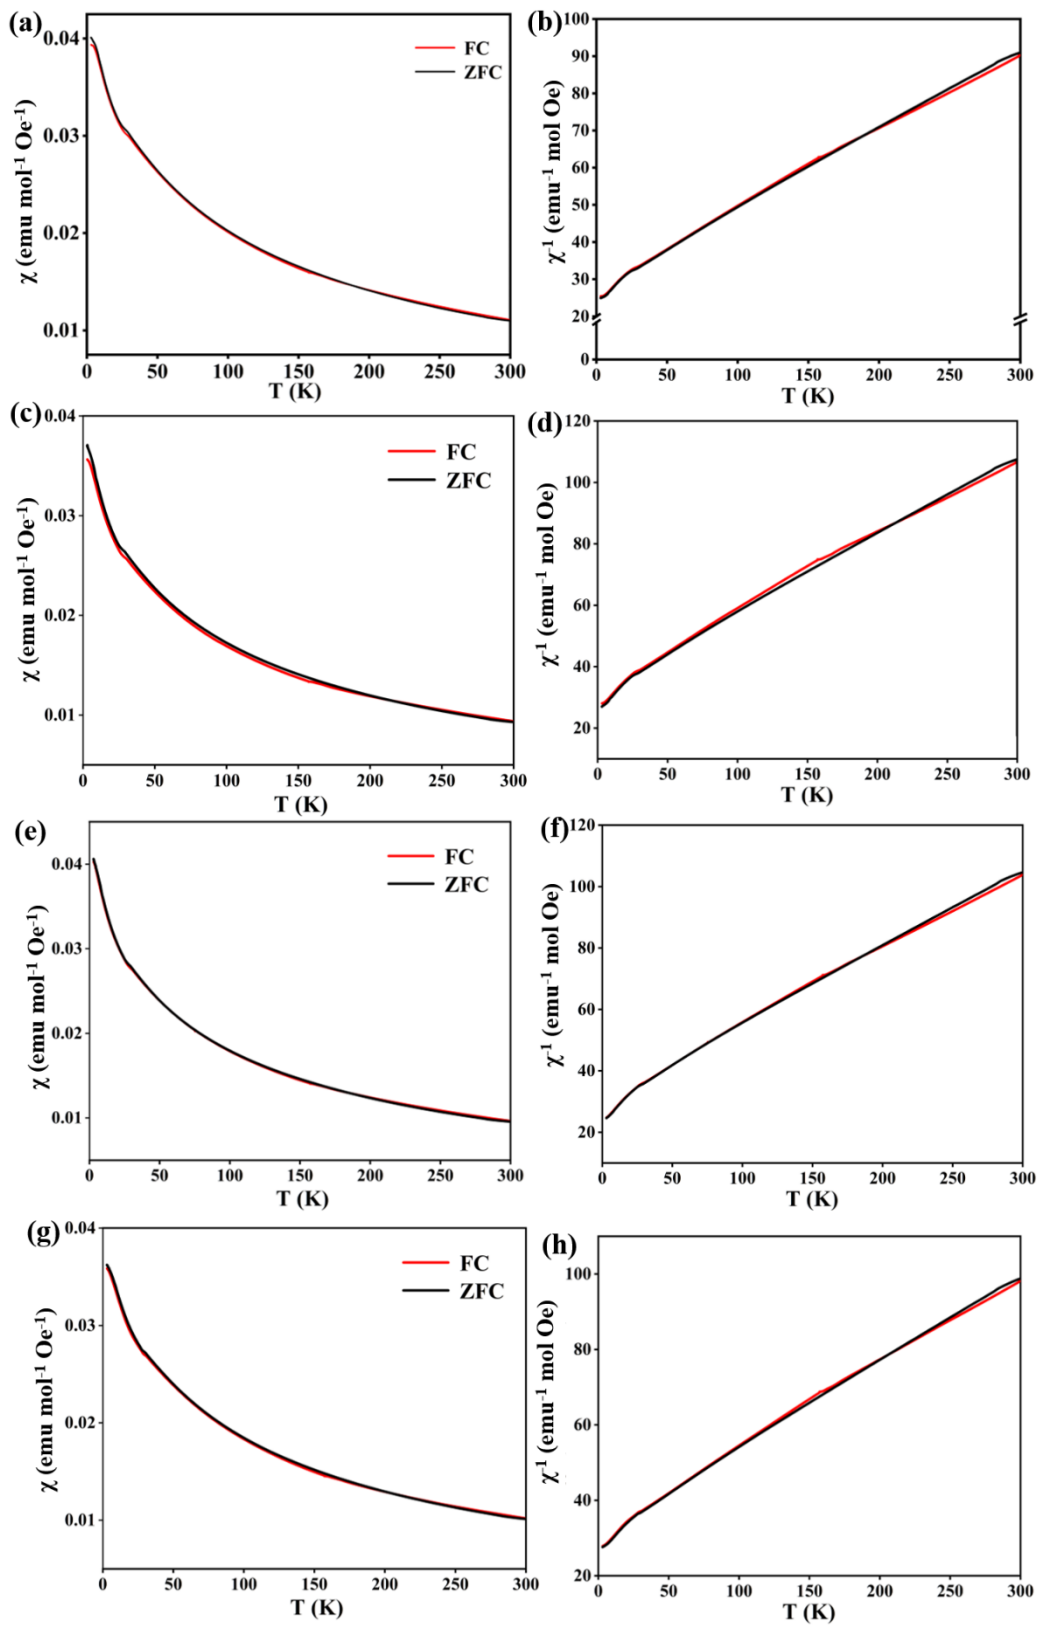 (a)
0.04
0.03
0.02
0.01
χ (emu mol⁻¹ Oe⁻¹)
FC
ZFC
0 50 100 150 200 250 300
T (K)
(b)
100
90
80
70
60
50
40
30
20
0
χ⁻¹ (emu⁻¹ mol Oe)
0 50 100 150 200 250 300
T (K)
(c)
0.04
0.03
0.02
0.01
χ (emu mol⁻¹ Oe⁻¹)
FC
ZFC
0 50 100 150 200 250 300
T (K)
(d)
120
100
80
60
40
20
χ⁻¹ (emu⁻¹ mol Oe)
0 50 100 150 200 250 300
T (K)
(e)
0.04
0.03
0.02
0.01
χ (emu mol⁻¹ Oe⁻¹)
FC
ZFC
0 50 100 150 200 250 300
T (K)
(f)
120
100
80
60
40
20
χ⁻¹ (emu⁻¹ mol Oe)
0 50 100 150 200 250 300
T (K)
(g)
0.04
0.03
0.02
0.01
χ (emu mol⁻¹ Oe⁻¹)
FC
ZFC
0 50 100 150 200 250 300
T (K)
(h)
100
80
60
40
20
χ⁻¹ (emu⁻¹ mol Oe)
0 50 100 150 200 250 300
T (K)